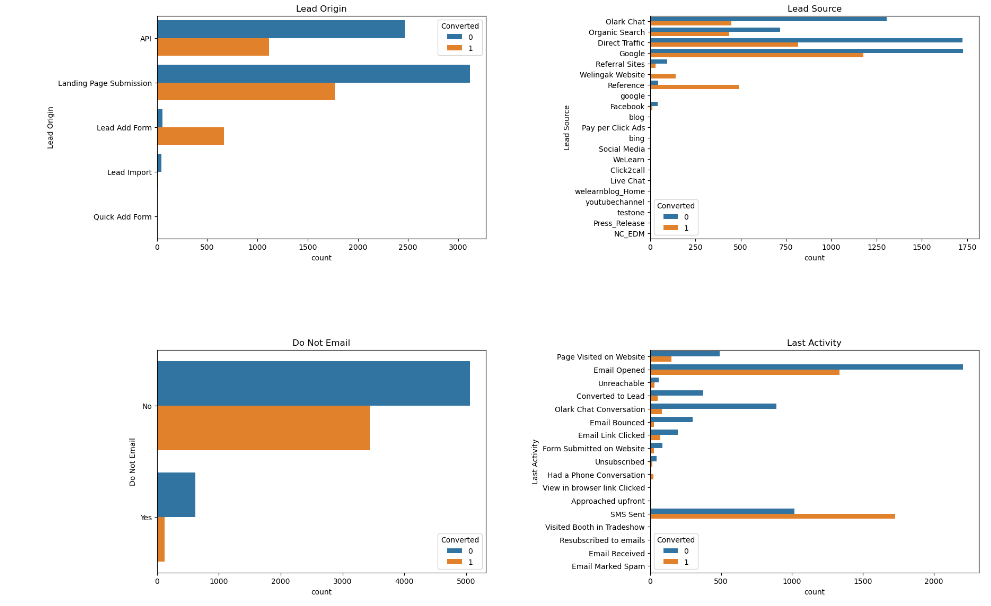 Lead Origin
Lead Origin
API
Landing Page Submission
Lead Add Form
Lead Import
Quick Add Form
0 500 1000 1500 2000 2500 3000
count
Converted
0
1
Lead Source
Lead Source
Olark Chat
Organic Search
Direct Traffic
Google
Referral Sites
Welingak Website
Reference
google
Facebook
blog
Pay per Click Ads
bing
Social Media
WeLearn
Click2call
Live Chat
welearnblog_Home
youtubechannel
testone
Press_Release
NC_EDM
0 250 500 750 1000 1250 1500 1750
count
Converted
0
1
Do Not Email
Do Not Email
No
Yes
0 1000 2000 3000 4000 5000
count
Converted
0
1
Last Activity
Last Activity
Page Visited on Website
Email Opened
Unreachable
Converted to Lead
Olark Chat Conversation
Email Bounced
Email Link Clicked
Form Submitted on Website
Unsubscribed
Had a Phone Conversation
View in browser link Clicked
Approached upfront
SMS Sent
Visited Booth in Tradeshow
Resubscribed to emails
Email Received
Email Marked Spam
0 500 1000 1500 2000
count
Converted
0
1